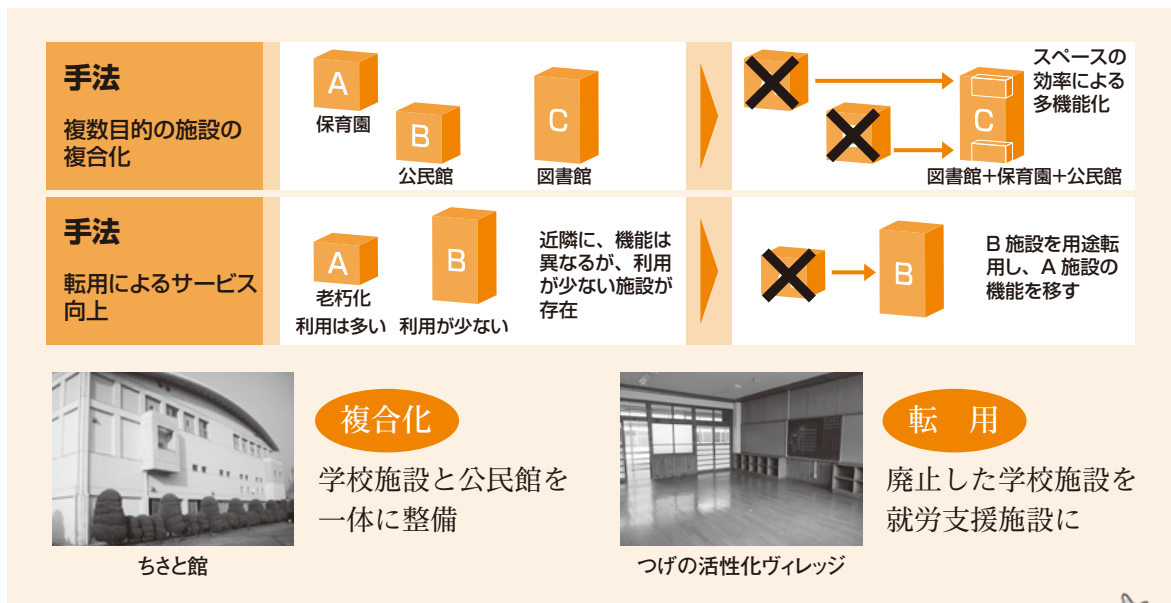 手法
複数目的の施設の
複合化
A
保育園
B
公民館
C
図書館
スペースの
効率による
多機能化
C
図書館+保育園+公民館
手法
転用によるサービス
向上
A
老朽化
利用は多い
B
利用が少ない
近隣に、機能は
異なるが、利用
が少ない施設が
存在
B
B 施設を用途転
用し、A 施設の
機能を移す
複合化
学校施設と公民館を
一体に整備
ちさと館
転　用
廃止した学校施設を
就労支援施設に
つげの活性化ヴィレッジ